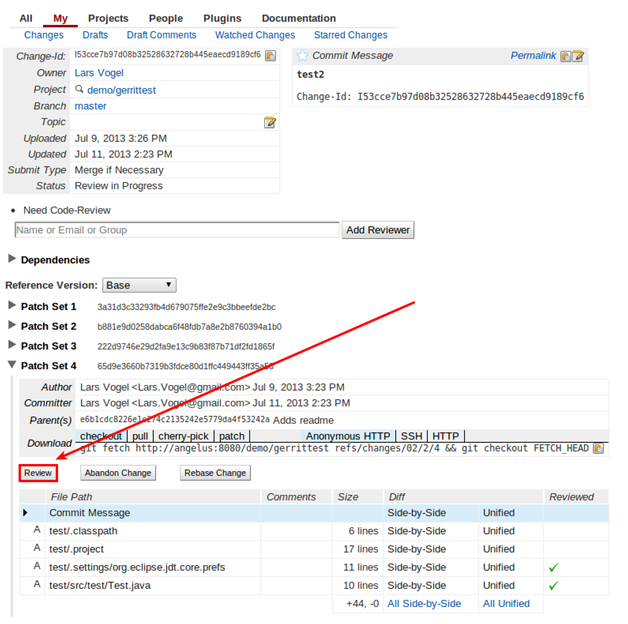 All My Projects People Plugins Documentation
Changes Drafts Draft Comments Watched Changes Starred Changes
Change-Id: I53cce7b97d08b32528632728b445eaecd9189cf6
Owner Lars Vogel
Project demo/gerrittest
Branch master
Topic
Uploaded Jul 9, 2013 3:26 PM
Updated Jul 11, 2013 2:23 PM
Submit Type Merge if Necessary
Status Review in Progress
Commit Message Permalink
test2
Change-Id: I53cce7b97d08b32528632728b445eaecd9189cf6
Need Code-Review
Name or Email or Group Add Reviewer
Dependencies
Reference Version: Base
Patch Set 1 3a31d3c33293fb4d679075ffe2e9c3bbeefde2bc
Patch Set 2 b881e9d0258dabca6f48fdb7a8e2b8760394a1b0
Patch Set 3 222d9746e29d2fa9e13c9b83f87b71df2fd1865f
Patch Set 4
Author Lars Vogel <Lars.Vogel@gmail.com> Jul 9, 2013 3:23 PM
Committer Lars Vogel <Lars.Vogel@gmail.com> Jul 11, 2013 2:23 PM
Parent(s) Adds readme
Download checkout pull cherry-pick patch Anonymous HTTP SSH HTTP
git fetch http://angelus:8080/demo/gerrittest refs/changes/02/2/4 && git checkout FETCH_HEAD
Review Abandon Change Rebase Change
File Path Comments Size Diff Reviewed
Commit Message Side-by-Side Unified
A test/.classpath 6 lines Side-by-Side Unified
A test/.project 17 lines Side-by-Side Unified
A test/.settings/org.eclipse.jdt.core.prefs 11 lines Side-by-Side Unified
A test/src/test/Test.java 10 lines Side-by-Side Unified
+44, -0 All Side-by-Side All Unified